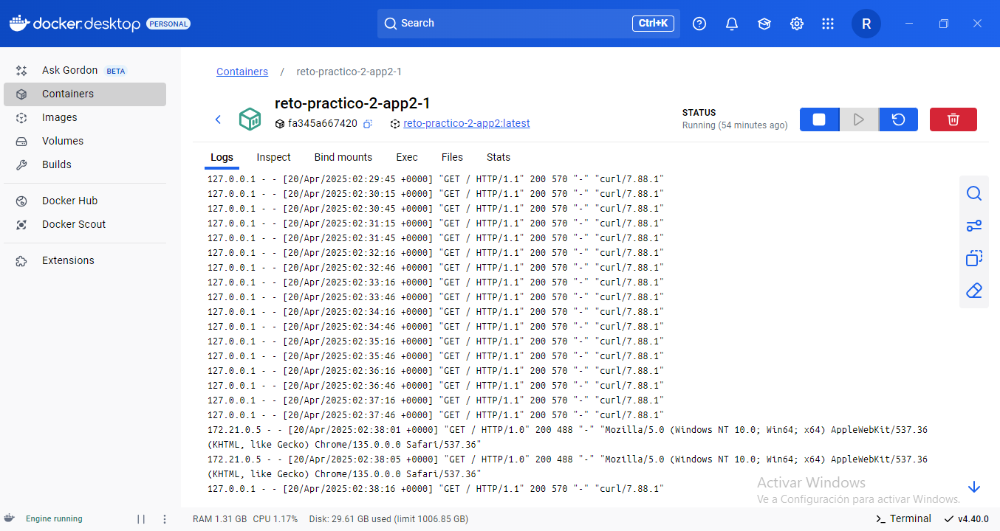 docker.desktop PERSONAL
Search
Ctrl+K
R
Ask Gordon BETA
Containers
Images
Volumes
Builds
Docker Hub
Docker Scout
Extensions
Containers / reto-practico-2-app2-1
reto-practico-2-app2-1
fa345a667420
reto-practico-2-app2:latest
STATUS
Running (54 minutes ago)
Logs Inspect Bind mounts Exec Files Stats
127.0.0.1 - - [20/Apr/2025:02:29:45 +0000] "GET / HTTP/1.1" 200 570 "-" "curl/7.88.1"
127.0.0.1 - - [20/Apr/2025:02:30:15 +0000] "GET / HTTP/1.1" 200 570 "-" "curl/7.88.1"
127.0.0.1 - - [20/Apr/2025:02:30:45 +0000] "GET / HTTP/1.1" 200 570 "-" "curl/7.88.1"
127.0.0.1 - - [20/Apr/2025:02:31:15 +0000] "GET / HTTP/1.1" 200 570 "-" "curl/7.88.1"
127.0.0.1 - - [20/Apr/2025:02:31:45 +0000] "GET / HTTP/1.1" 200 570 "-" "curl/7.88.1"
127.0.0.1 - - [20/Apr/2025:02:32:16 +0000] "GET / HTTP/1.1" 200 570 "-" "curl/7.88.1"
127.0.0.1 - - [20/Apr/2025:02:32:46 +0000] "GET / HTTP/1.1" 200 570 "-" "curl/7.88.1"
127.0.0.1 - - [20/Apr/2025:02:33:16 +0000] "GET / HTTP/1.1" 200 570 "-" "curl/7.88.1"
127.0.0.1 - - [20/Apr/2025:02:33:46 +0000] "GET / HTTP/1.1" 200 570 "-" "curl/7.88.1"
127.0.0.1 - - [20/Apr/2025:02:34:16 +0000] "GET / HTTP/1.1" 200 570 "-" "curl/7.88.1"
127.0.0.1 - - [20/Apr/2025:02:34:46 +0000] "GET / HTTP/1.1" 200 570 "-" "curl/7.88.1"
127.0.0.1 - - [20/Apr/2025:02:35:16 +0000] "GET / HTTP/1.1" 200 570 "-" "curl/7.88.1"
127.0.0.1 - - [20/Apr/2025:02:35:46 +0000] "GET / HTTP/1.1" 200 570 "-" "curl/7.88.1"
127.0.0.1 - - [20/Apr/2025:02:36:16 +0000] "GET / HTTP/1.1" 200 570 "-" "curl/7.88.1"
127.0.0.1 - - [20/Apr/2025:02:36:46 +0000] "GET / HTTP/1.1" 200 570 "-" "curl/7.88.1"
127.0.0.1 - - [20/Apr/2025:02:37:16 +0000] "GET / HTTP/1.1" 200 570 "-" "curl/7.88.1"
127.0.0.1 - - [20/Apr/2025:02:37:46 +0000] "GET / HTTP/1.1" 200 570 "-" "curl/7.88.1"
172.21.0.5 - - [20/Apr/2025:02:38:01 +0000] "GET / HTTP/1.0" 200 488 "-" "Mozilla/5.0 (Windows NT 10.0; Win64; x64) AppleWebKit/537.36
(KHTML, like Gecko) Chrome/135.0.0.0 Safari/537.36"
172.21.0.5 - - [20/Apr/2025:02:38:05 +0000] "GET / HTTP/1.0" 200 488 "-" "Mozilla/5.0 (Windows NT 10.0; Win64; x64) AppleWebKit/537.36
(KHTML, like Gecko) Chrome/135.0.0.0 Safari/537.36"
127.0.0.1 - - [20/Apr/2025:02:38:16 +0000] "GET / HTTP/1.1" 200 570 "-" "curl/7.88.1"
Activar Windows
Ve a Configuración para activar Windows.
Engine running
RAM 1.31 GB CPU 1.17% Disk: 29.61 GB used (limit 1006.85 GB)
Terminal
v4.40.0